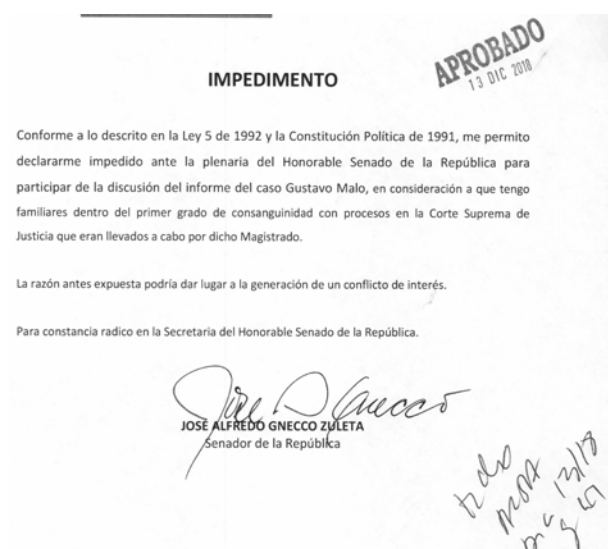 APROBADO
13 DIC 2018
IMPEDIMENTO
Conforme a lo descrito en la Ley 5 de 1992 y la Constitución Política de 1991, me permito
declararme impedido ante la plenaria del Honorable Senado de la República para
participar de la discusión del informe del caso Gustavo Malo, en consideración a que tengo
familiares dentro del primer grado de consanguinidad con procesos en la Corte Suprema de
Justicia que eran llevados a cabo por dicho Magistrado.
La razón antes expuesta podría dar lugar a la generación de un conflicto de interés.
Para constancia radico en la Secretaria del Honorable Senado de la República.
JOSÉ ALFREDO GNECCO ZULETA
Senador de la República
13/18